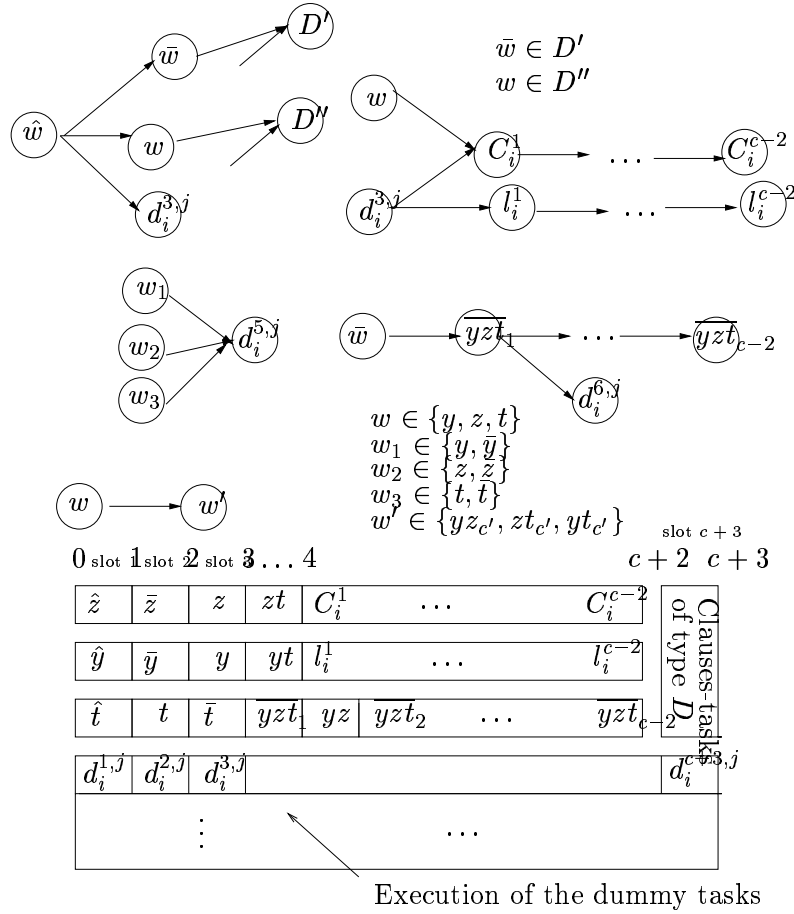 D′
w̄
w̄ ∈ D′
w ∈ D″
ŵ
w
D″
d_i^{3,j}
w
C_i^1
...
C_i^{c−2}
d_i^{3,j}
l_i^1
...
l_i^{c−2}
w_1
w_2
w_3
d_i^{5,j}
w̄
\overline{yzt}_1
...
\overline{yzt}_{c−2}
d_i^{6,j}
w ∈ {y, z, t}
w_1 ∈ {y, ȳ}
w_2 ∈ {z, z̄}
w_3 ∈ {t, t̄}
w′ ∈ {yz_{c′}, zt_{c′}, yt_{c′}}
w
w′
slot c + 3
0 slot 1 1 slot 2 2 slot 3 3 ... 4
c + 2 c + 3
ẑ z̄ z zt C_i^1 ... C_i^{c−2}
ŷ ȳ y yt l_i^1 ... l_i^{c−2}
t̂ t t̄ \overline{yzt}_1 yz \overline{yzt}_2 ... \overline{yzt}_{c−2}
Clauses-tasks
of type D
d_i^{1,j} d_i^{2,j} d_i^{3,j} d_i^{c+3,j}
⋮ ...
Execution of the dummy tasks